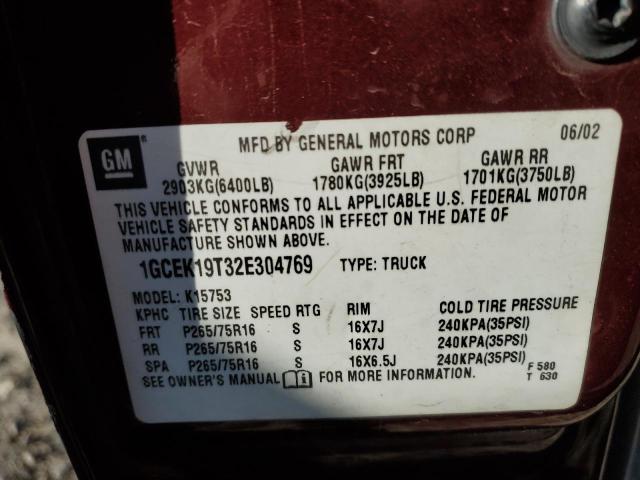 GM
®
MFD BY GENERAL MOTORS CORP 06/02
GVWR GAWR FRT GAWR RR
2903KG(6400LB) 1780KG(3925LB) 1701KG(3750LB)
THIS VEHICLE CONFORMS TO ALL APPLICABLE U.S. FEDERAL MOTOR
VEHICLE SAFETY STANDARDS IN EFFECT ON THE DATE OF
MANUFACTURE SHOWN ABOVE.
1GCEK19T32E304769 TYPE: TRUCK
MODEL: K15753
KPHC TIRE SIZE SPEED RTG RIM COLD TIRE PRESSURE
FRT P265/75R16 S 16X7J 240KPA(35PSI)
RR P265/75R16 S 16X7J 240KPA(35PSI)
SPA P265/75R16 S 16X6.5J 240KPA(35PSI)
SEE OWNER'S MANUAL FOR MORE INFORMATION.
F 580
T 630